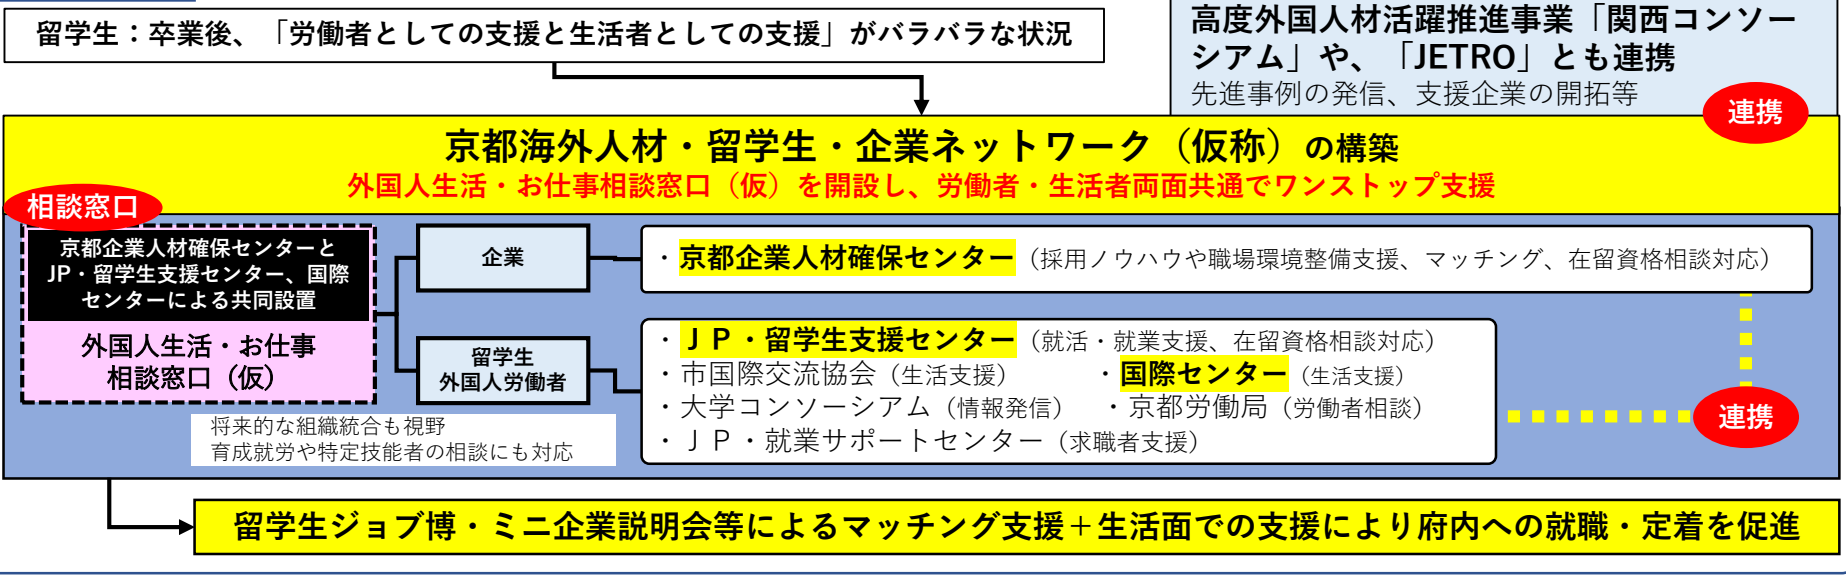 留学生：卒業後、「労働者としての支援と生活者としての支援」がバラバラな状況
高度外国人材活躍推進事業「関西コンソー
シアム」や、「JETRO」とも連携
先進事例の発信、支援企業の開拓等
連携
京都海外人材・留学生・企業ネットワーク（仮称）の構築
外国人生活・お仕事相談窓口（仮）を開設し、労働者・生活者両面共通でワンストップ支援
相談窓口
京都企業人材確保センターと
JP・留学生支援センター、国際
センターによる共同設置
外国人生活・お仕事
相談窓口（仮）
企業
・京都企業人材確保センター（採用ノウハウや職場環境整備支援、マッチング、在留資格相談対応）
留学生
外国人労働者
・ＪＰ・留学生支援センター（就活・就業支援、在留資格相談対応）
・市国際交流協会（生活支援）　・国際センター（生活支援）
・大学コンソーシアム（情報発信）　・京都労働局（労働者相談）
・ＪＰ・就業サポートセンター（求職者支援）
連携
将来的な組織統合も視野
育成就労や特定技能者の相談にも対応
留学生ジョブ博・ミニ企業説明会等によるマッチング支援＋生活面での支援により府内への就職・定着を促進